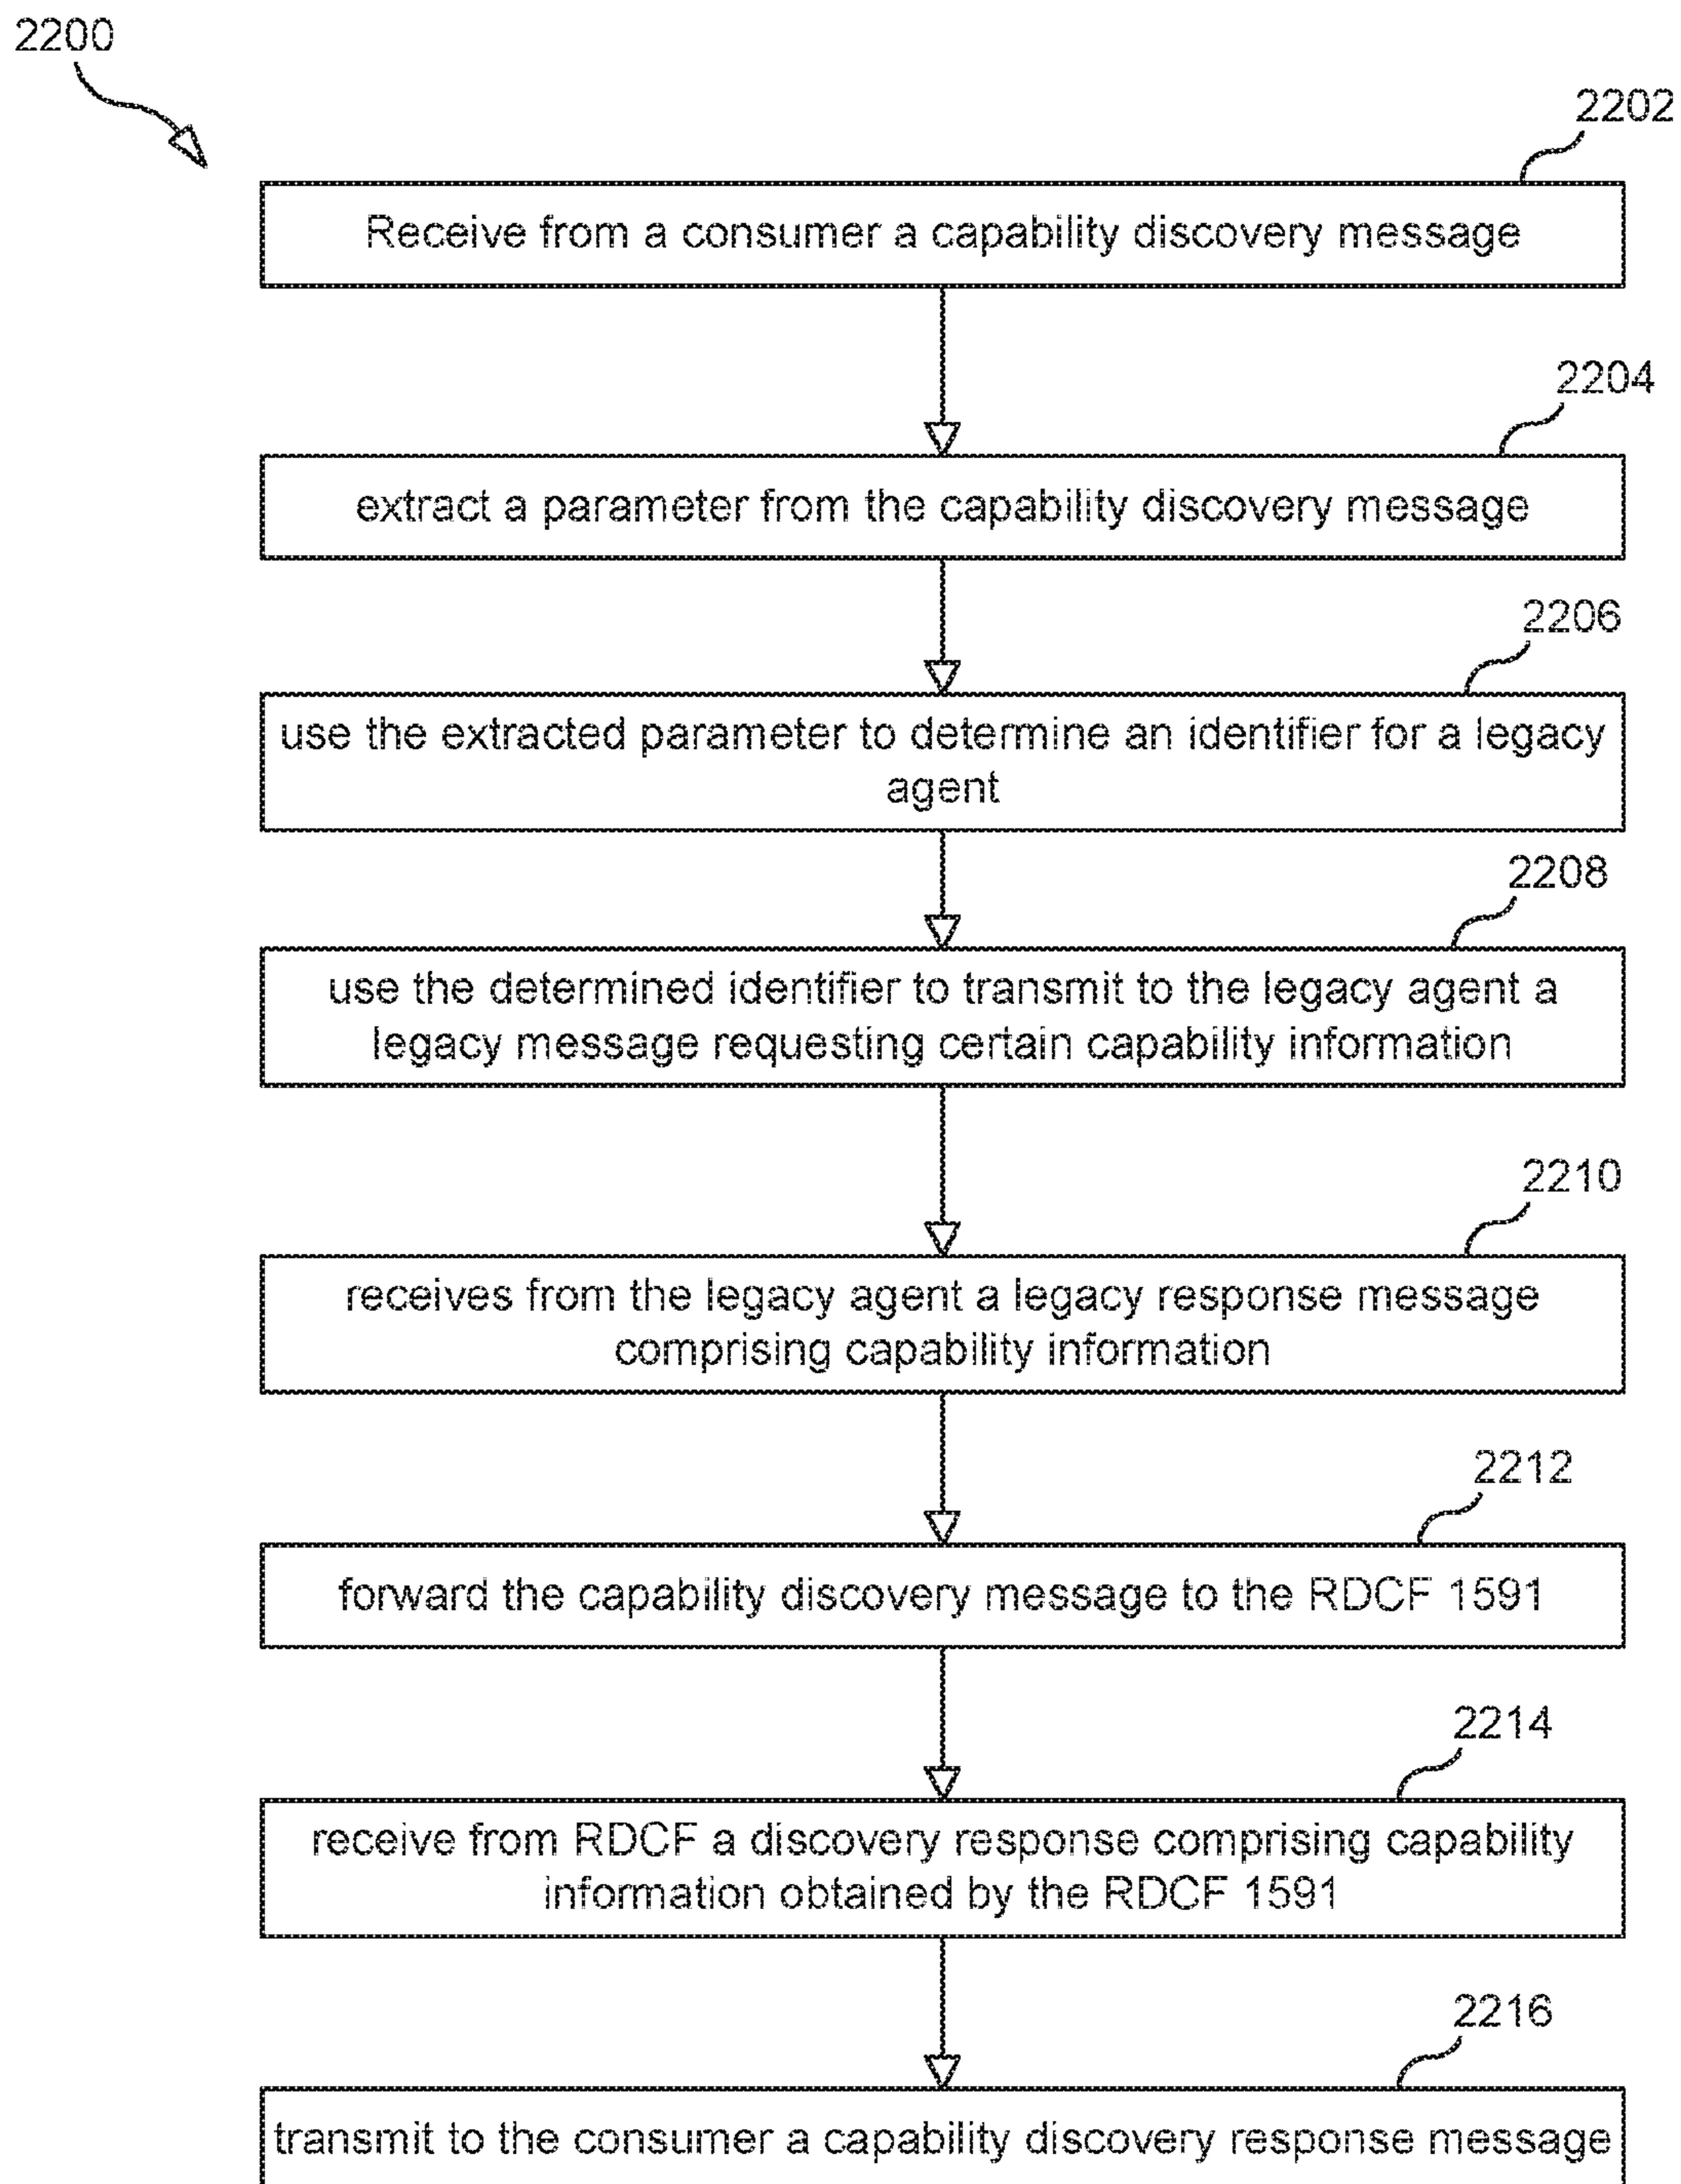 2200
2202
Receive from a consumer a capability discovery message
2204
extract a parameter from the capability discovery message
2206
use the extracted parameter to determine an identifier for a legacy
agent
2208
use the determined identifier to transmit to the legacy agent a
legacy message requesting certain capability information
2210
receives from the legacy agent a legacy response message
comprising capability information
2212
forward the capability discovery message to the RDCF 1591
2214
receive from RDCF a discovery response comprising capability
information obtained by the RDCF 1591
2216
transmit to the consumer a capability discovery response message